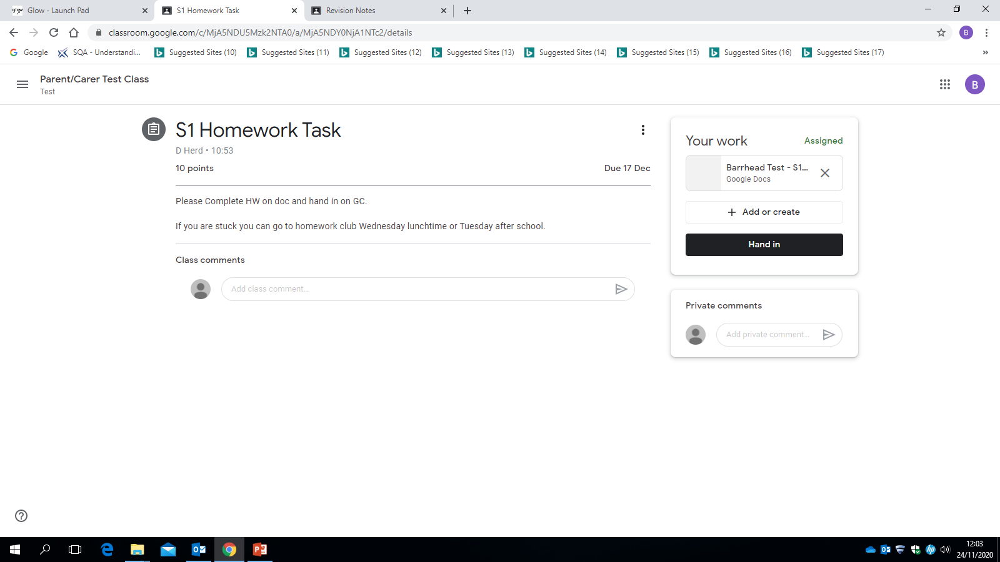 glow Glow - Launch Pad
S1 Homework Task
Revision Notes
classroom.google.com/c/MjA5NDU5Mzk2NTA0/a/MjA5NDY0NjA1NTc2/details
B
Google
SQA - Understandi...
Suggested Sites (10)
Suggested Sites (11)
Suggested Sites (12)
Suggested Sites (13)
Suggested Sites (14)
Suggested Sites (15)
Suggested Sites (16)
Suggested Sites (17)
»
Parent/Carer Test Class
Test
B
S1 Homework Task
D Herd • 10:53
10 points
Due 17 Dec
Please Complete HW on doc and hand in on GC.
If you are stuck you can go to homework club Wednesday lunchtime or Tuesday after school.
Class comments
Add class comment...
Your work
Assigned
Barrhead Test - S1...
Google Docs
+ Add or create
Hand in
Private comments
Add private comment...
12:03
24/11/2020